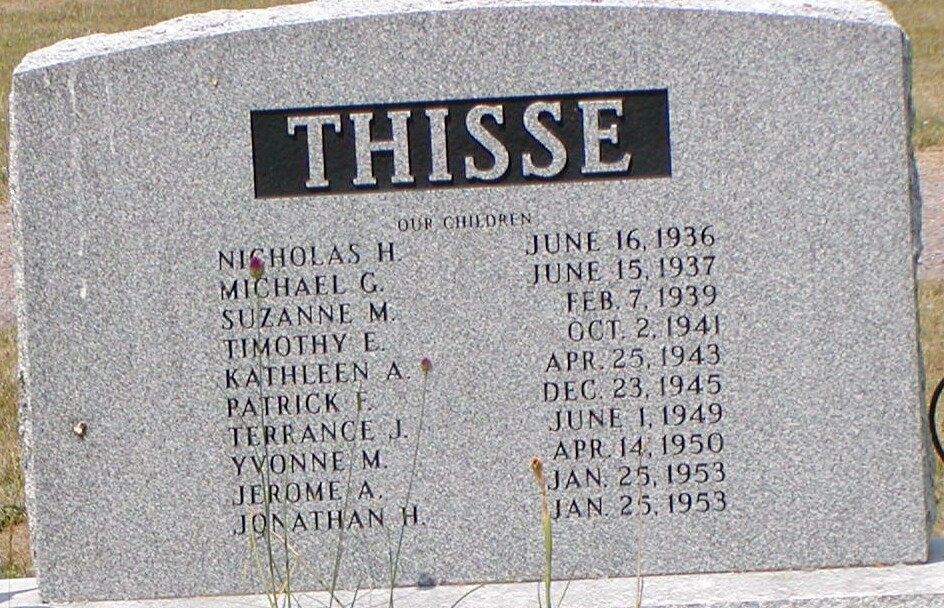 THISSE
OUR CHILDREN
NICHOLAS H. JUNE 16, 1936
MICHAEL G. JUNE 15, 1937
SUZANNE M. FEB. 7, 1939
TIMOTHY E. OCT. 2, 1941
KATHLEEN A. APR. 25, 1943
PATRICK F. DEC. 23, 1945
TERRANCE J. JUNE 1, 1949
YVONNE M. APR. 14, 1950
JEROME A. JAN. 25, 1953
JONATHAN H. JAN. 25, 1953